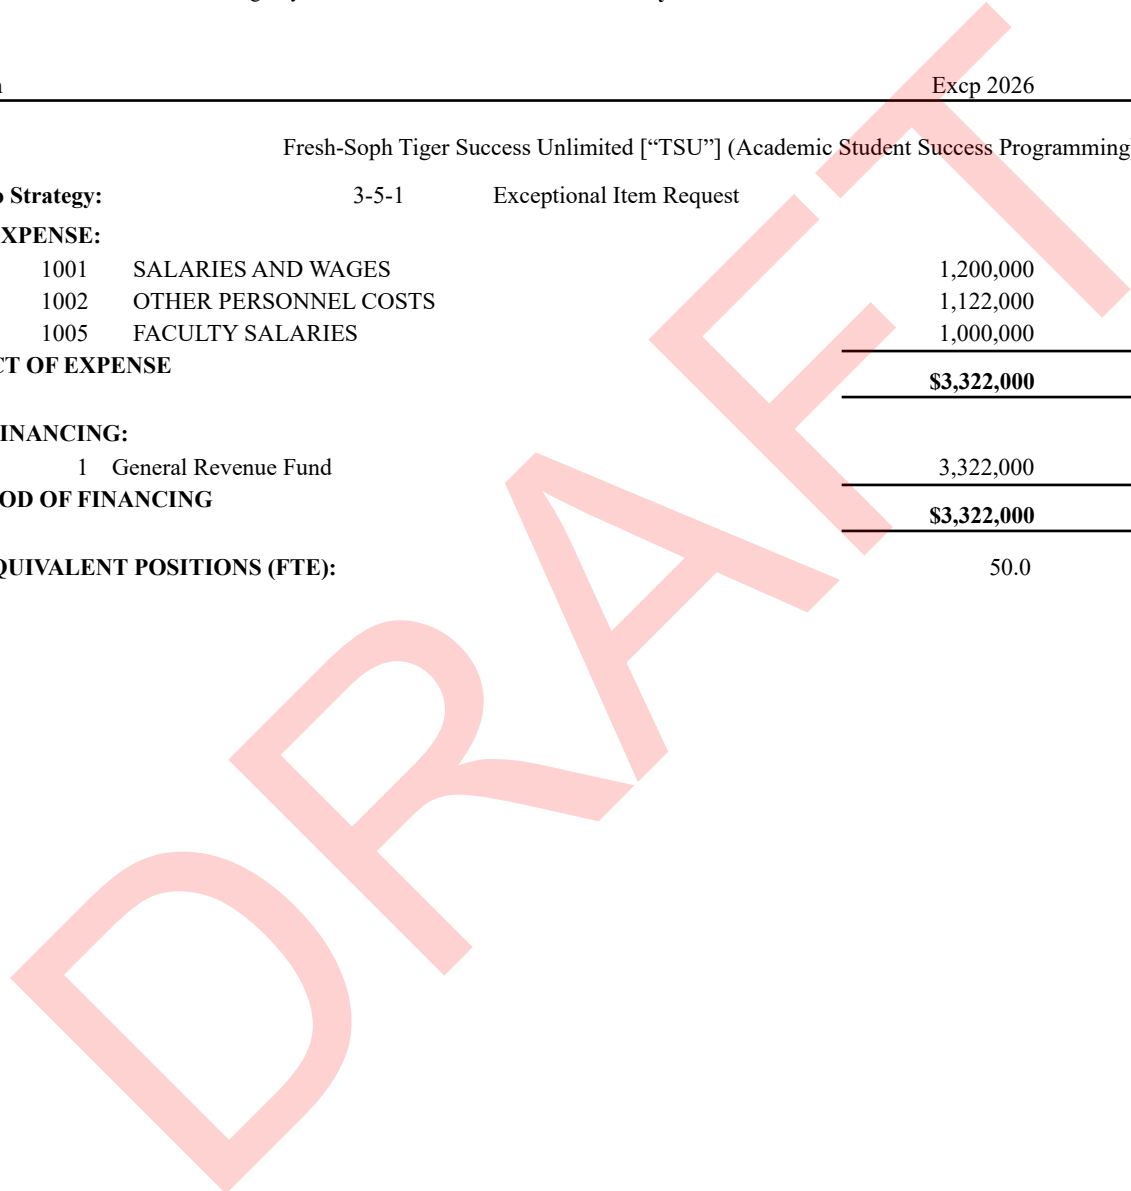 Excp 2026
Fresh-Soph Tiger Success Unlimited [“TSU”] (Academic Student Success Programming)
Strategy: 3-5-1 Exceptional Item Request
XPENSE:
1001 SALARIES AND WAGES 1,200,000
1002 OTHER PERSONNEL COSTS 1,122,000
1005 FACULTY SALARIES 1,000,000
CT OF EXPENSE
$3,322,000
INANCING:
1 General Revenue Fund 3,322,000
OD OF FINANCING
$3,322,000
QUIVALENT POSITIONS (FTE): 50.0
DRAFT